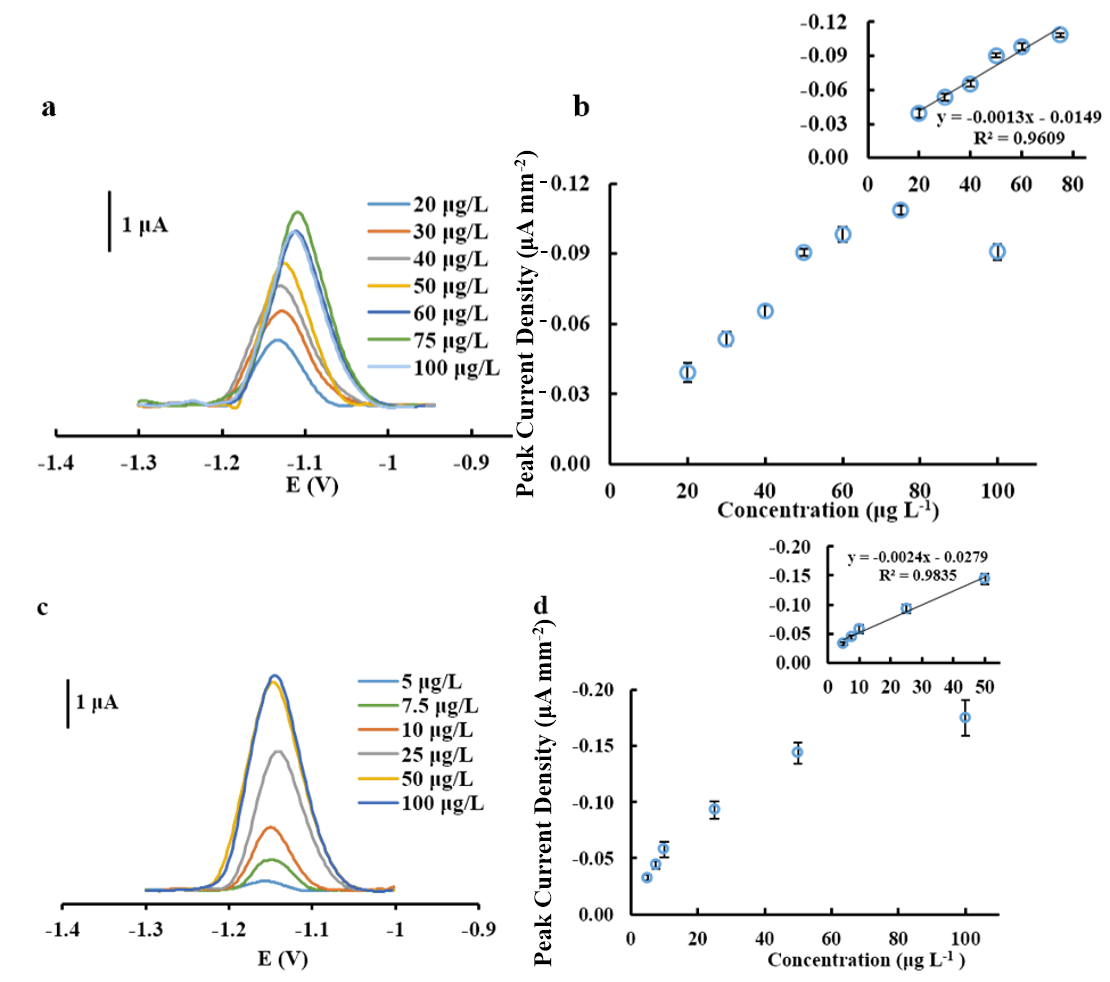 a
1 μA
20 μg/L
30 μg/L
40 μg/L
50 μg/L
60 μg/L
75 μg/L
100 μg/L
-1.4 -1.3 -1.2 -1.1 -1 -0.9
E (V)
b
-0.12
-0.09
-0.06
-0.03
0.00
0 20 40 60 80
y = -0.0013x - 0.0149
R² = 0.9609
Peak Current Density (μA mm⁻²)
-0.12
-0.09
-0.06
-0.03
0.00
0 20 40 60 80 100
Concentration (μg L⁻¹)
c
1 μA
5 μg/L
7.5 μg/L
10 μg/L
25 μg/L
50 μg/L
100 μg/L
-1.4 -1.3 -1.2 -1.1 -1 -0.9
E (V)
d
-0.20
-0.15
-0.10
-0.05
0.00
0 10 20 30 40 50
y = -0.0024x - 0.0279
R² = 0.9835
Peak Current Density (μA mm⁻²)
-0.20
-0.15
-0.10
-0.05
0.00
0 20 40 60 80 100
Concentration (μg L⁻¹ )